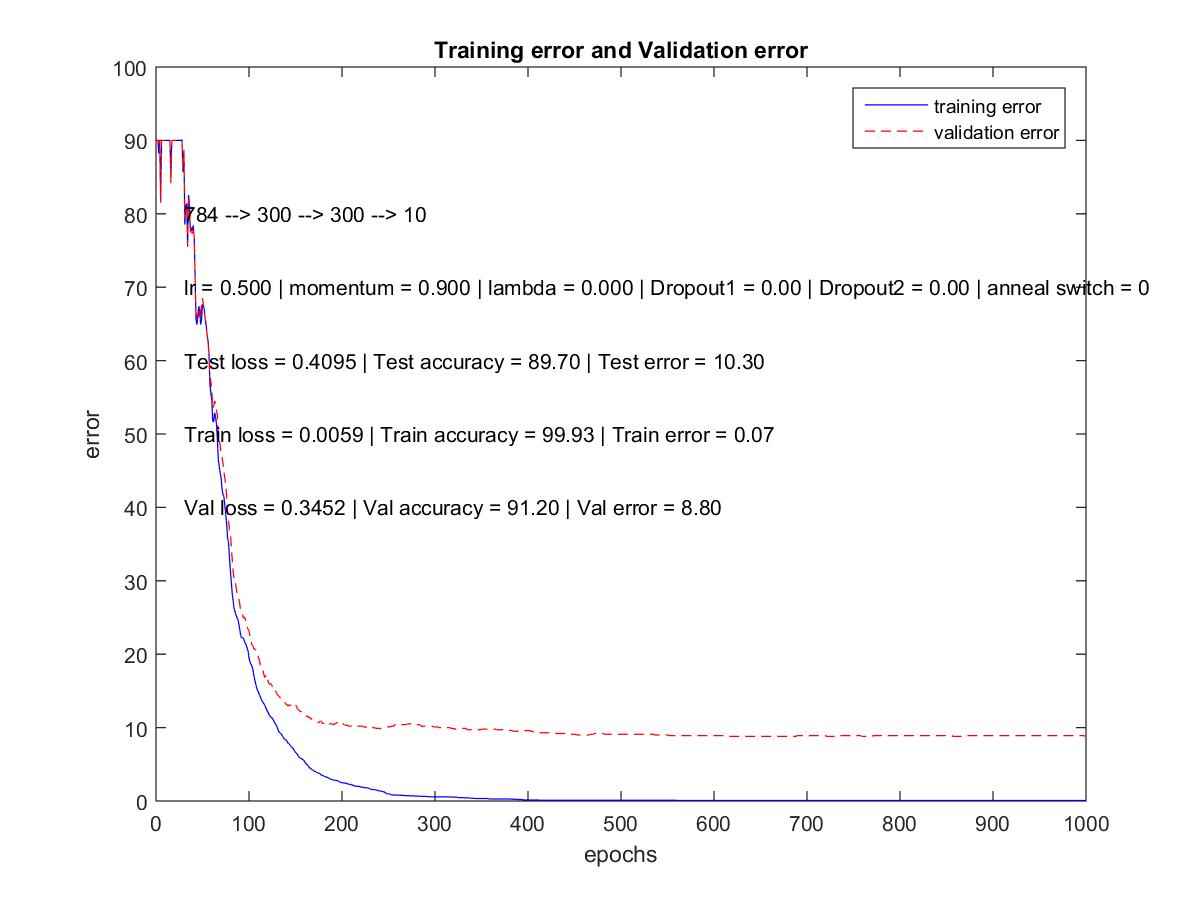 Training error and Validation error
100
training error
validation error
90
80
784 --> 300 --> 300 --> 10
70
lr = 0.500 | momentum = 0.900 | lambda = 0.000 | Dropout1 = 0.00 | Dropout2 = 0.00 | anneal switch = 0
60
Test loss = 0.4095 | Test accuracy = 89.70 | Test error = 10.30
50
Train loss = 0.0059 | Train accuracy = 99.93 | Train error = 0.07
error
40
Val loss = 0.3452 | Val accuracy = 91.20 | Val error = 8.80
30
20
10
0
0 100 200 300 400 500 600 700 800 900 1000
epochs